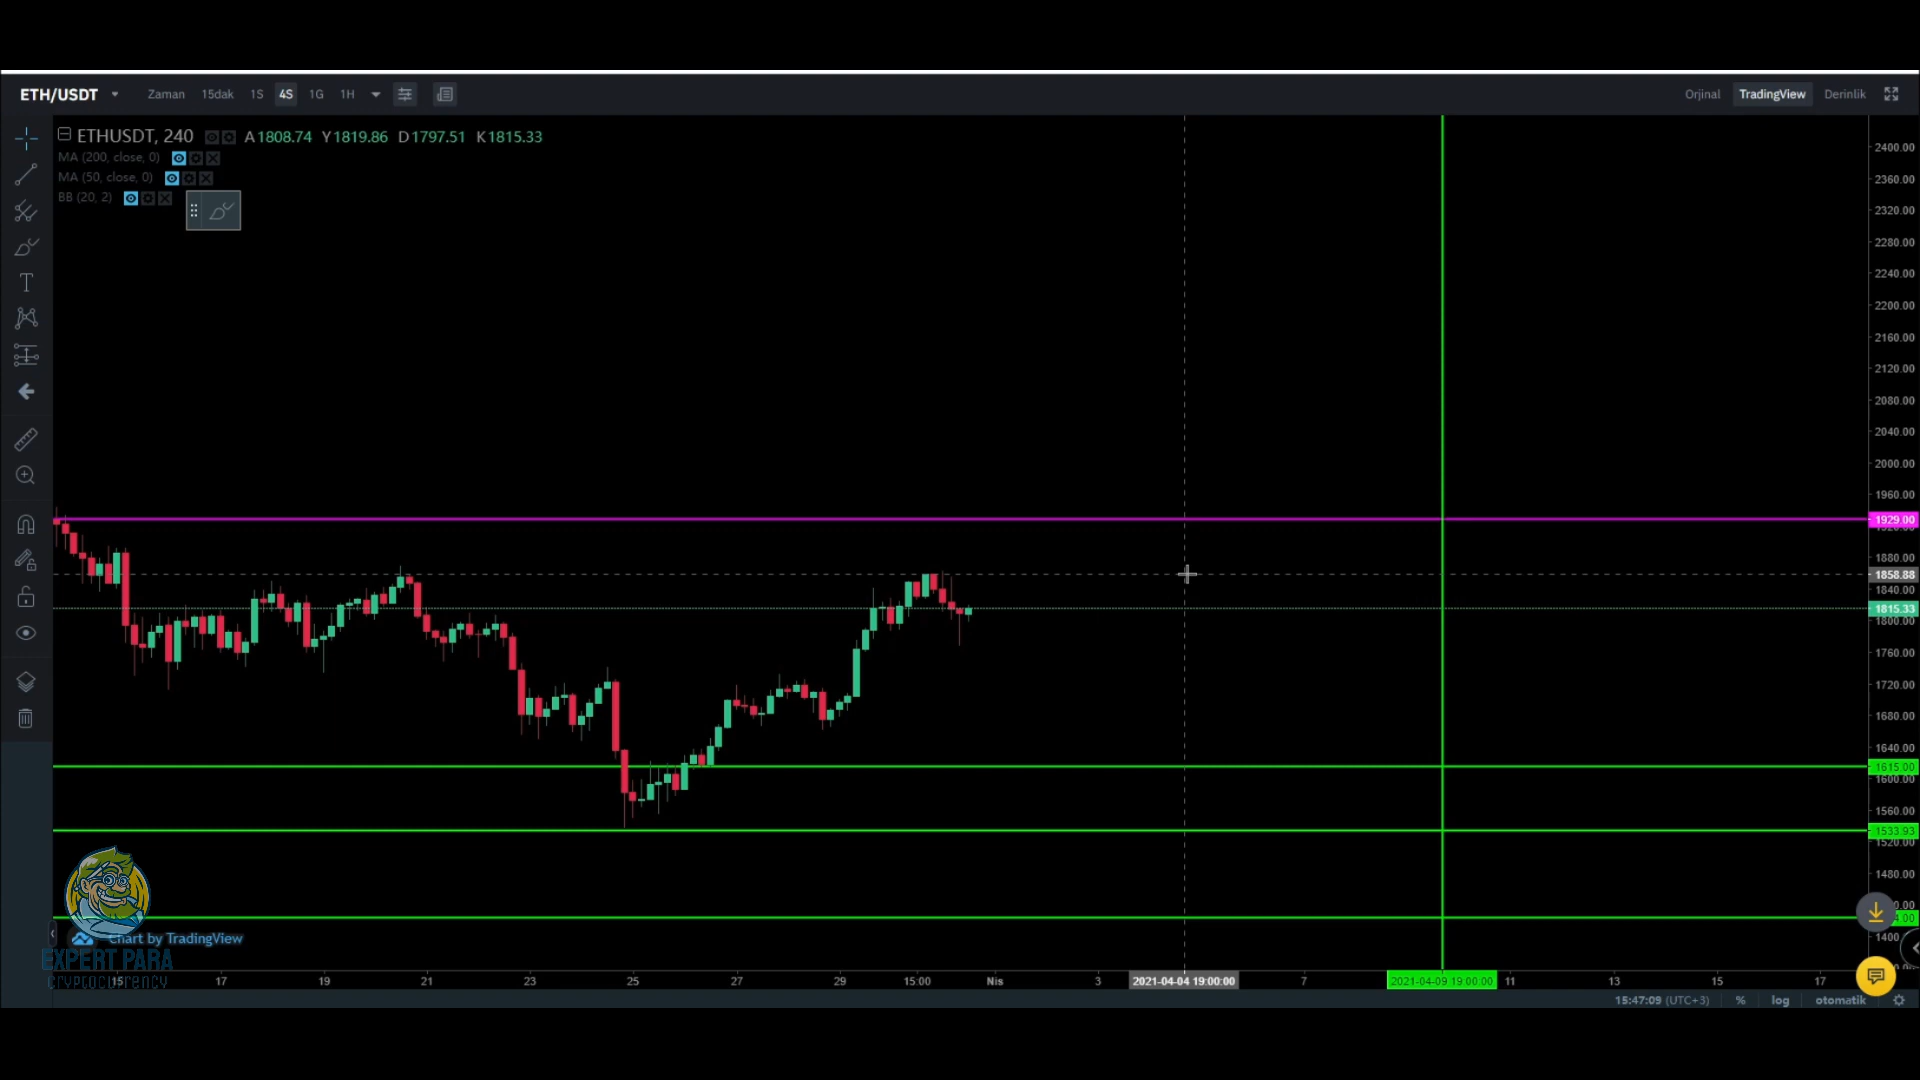 ETH/USDT Zaman 15dak 1S 4S 1G 1H Orjinal TradingView Derinlik
ETHUSDT, 240 A1808.74 Y1819.86 D1797.51 K1815.33
MA (200, close, 0)
MA (50, close, 0)
BB (20, 2)
2400.00
2360.00
2320.00
2280.00
2240.00
2200.00
2160.00
2120.00
2080.00
2040.00
2000.00
1960.00
1929.00
1880.00
1858.88
1840.00
1815.33
1800.00
1760.00
1720.00
1680.00
1640.00
1615.00
1600.00
1560.00
1533.93
1520.00
1480.00
Chart by TradingView
EXPERT PARA
CRYPTOCURRENCY
15 17 19 21 23 25 27 29 15:00 Nis 3 2021-04-04 19:00:00 7 2021-04-09 19:00:00 11 13 15 17
15:47:09 (UTC+3) % log otomatik